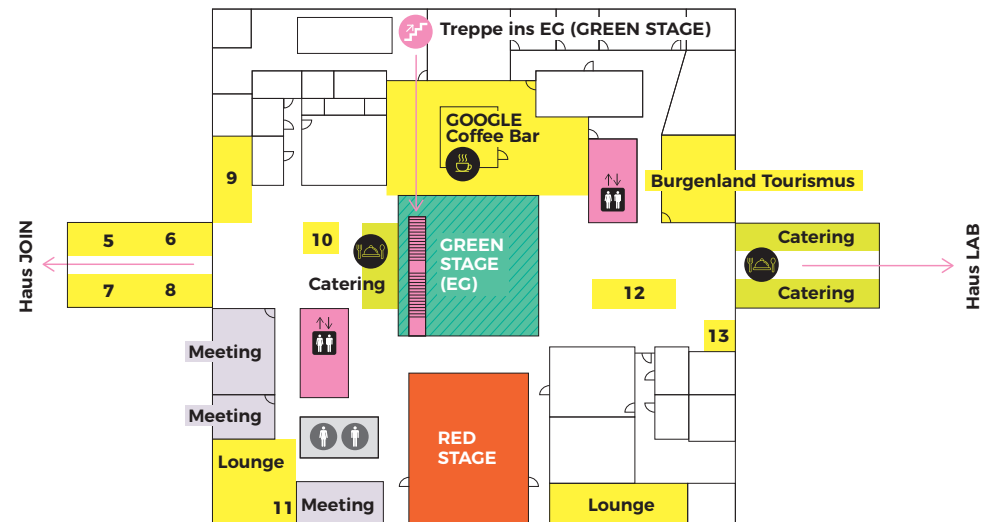 Treppe ins EG (GREEN STAGE)
GOOGLE
Coffee Bar
9
Burgenland Tourismus
Haus JOIN
5
6
7
8
10
Catering
GREEN
STAGE
(EG)
12
13
Catering
Catering
Haus LAB
Meeting
Meeting
Lounge
11
Meeting
RED
STAGE
Lounge